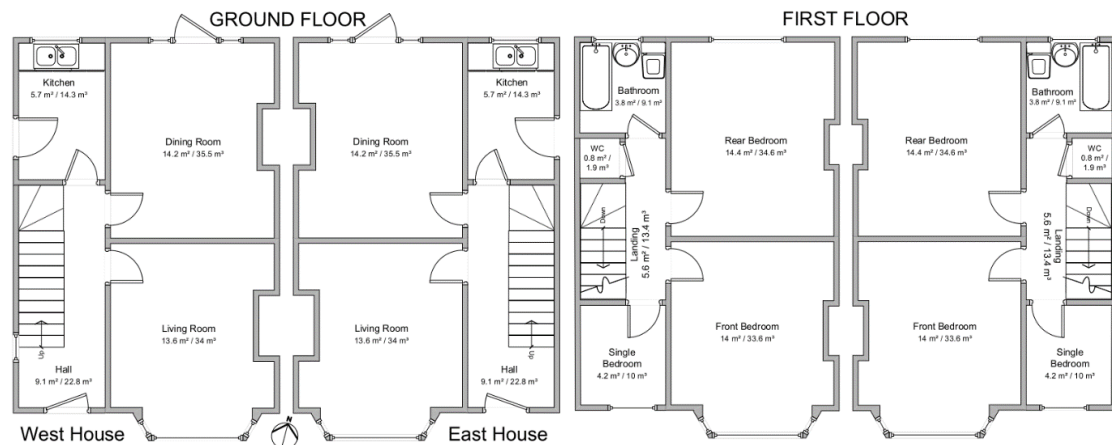 GROUND FLOOR
FIRST FLOOR
Kitchen
5.7 m² / 14.3 m³
Dining Room
14.2 m² / 35.5 m³
Living Room
13.6 m² / 34 m³
Up
Hall
9.1 m² / 22.8 m³
West House
Dining Room
14.2 m² / 35.5 m³
Kitchen
5.7 m² / 14.3 m³
Living Room
13.6 m² / 34 m³
Up
Hall
9.1 m² / 22.8 m³
N
East House
Bathroom
3.8 m² / 9.1 m³
WC
0.8 m³ /
1.9 m³
Rear Bedroom
14.4 m² / 34.6 m³
Down
Landing
5.6 m² / 13.4 m³
Front Bedroom
14 m² / 33.6 m³
Single
Bedroom
4.2 m² / 10 m³
Rear Bedroom
14.4 m² / 34.6 m³
Bathroom
3.8 m² / 9.1 m³
WC
0.8 m³ /
1.9 m³
Down
Landing
5.6 m² / 13.4 m³
Front Bedroom
14 m² / 33.6 m³
Single
Bedroom
4.2 m² / 10 m³